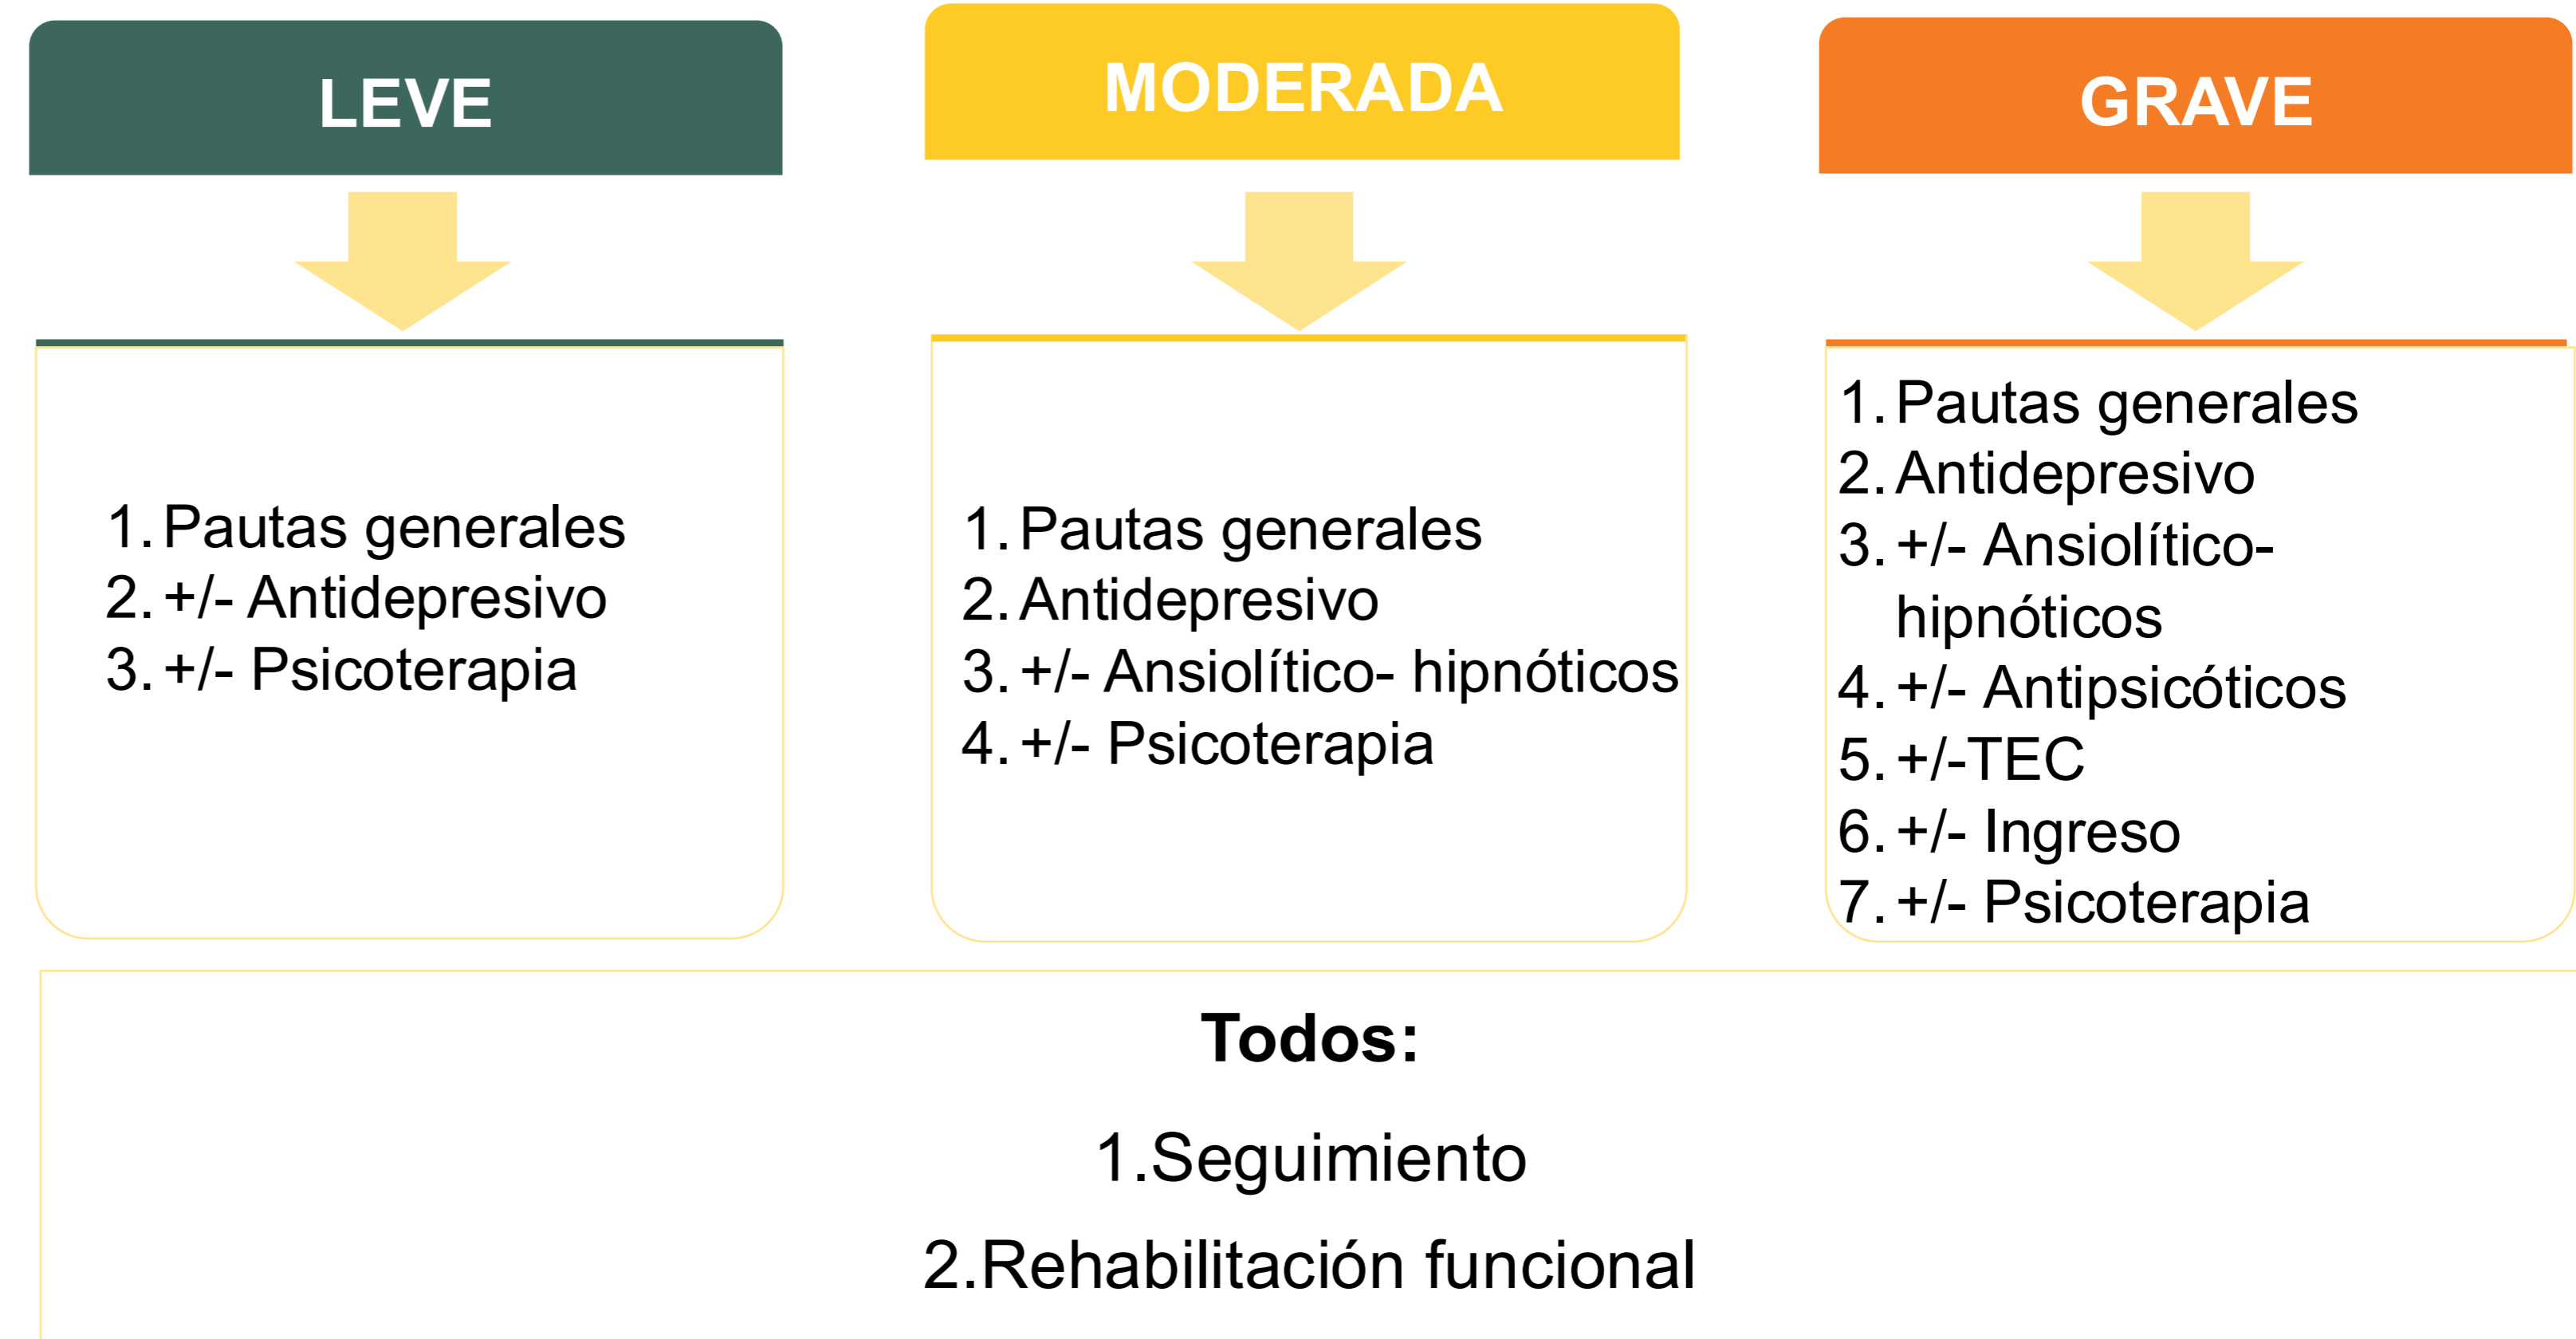 LEVE
1. Pautas generales
2. +/- Antidepresivo
3. +/- Psicoterapia
MODERADA
1. Pautas generales
2. Antidepresivo
3. +/- Ansiolítico- hipnóticos
4. +/- Psicoterapia
GRAVE
1. Pautas generales
2. Antidepresivo
3. +/- Ansiolítico-
hipnóticos
4. +/- Antipsicóticos
5. +/-TEC
6. +/- Ingreso
7. +/- Psicoterapia
Todos:
1.Seguimiento
2.Rehabilitación funcional